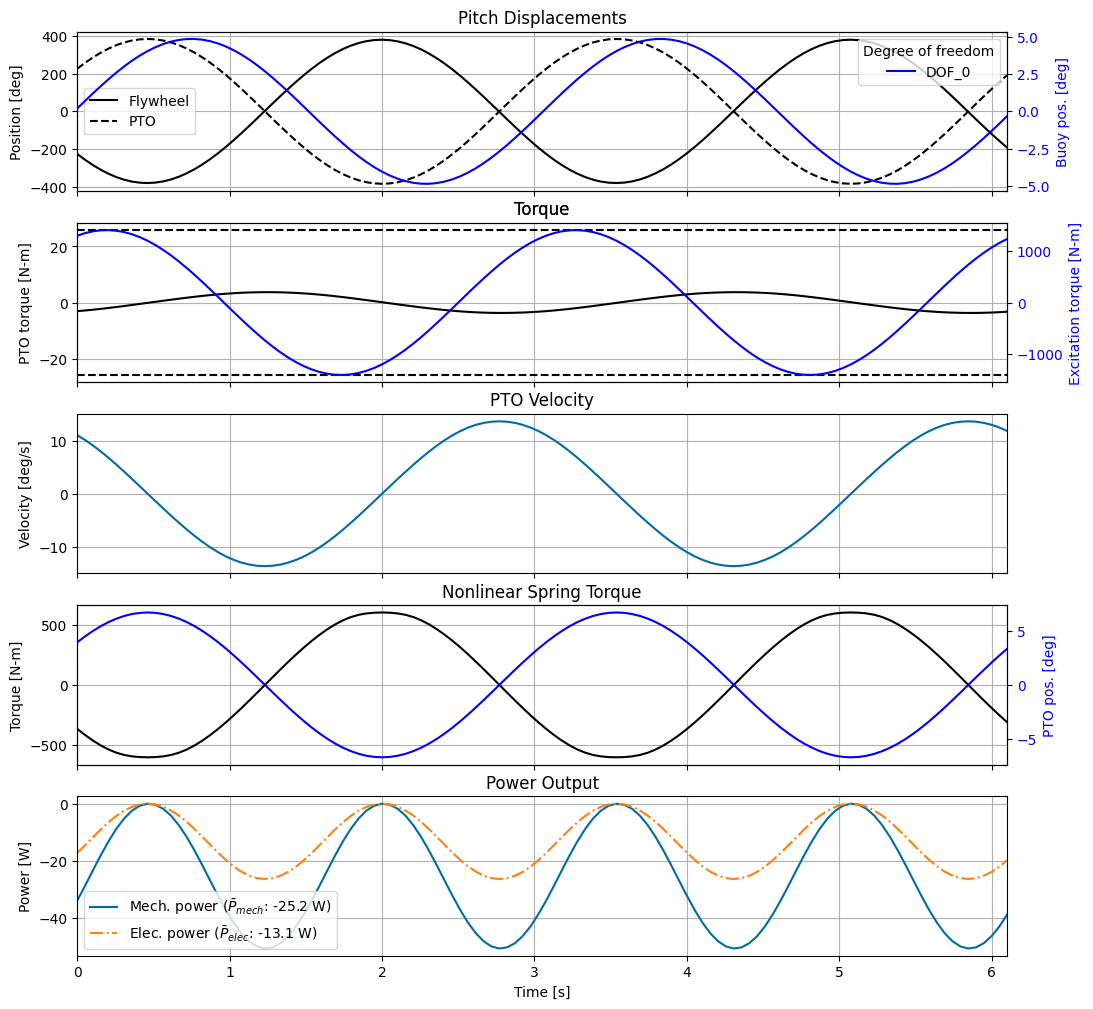 Pitch Displacements
Position [deg]
400
200
0
−200
−400
Flywheel
PTO
Degree of freedom
DOF_0
5.0
2.5
0.0
−2.5
−5.0
Buoy pos. [deg]
Torque
PTO torque [N-m]
20
0
−20
1000
0
−1000
Excitation torque [N-m]
PTO Velocity
Velocity [deg/s]
10
0
−10
Nonlinear Spring Torque
Torque [N-m]
500
0
−500
5
0
−5
PTO pos. [deg]
Power Output
Power [W]
0
−20
−40
Mech. power (P̄mech: -25.2 W)
Elec. power (P̄elec: -13.1 W)
0 1 2 3 4 5 6
Time [s]